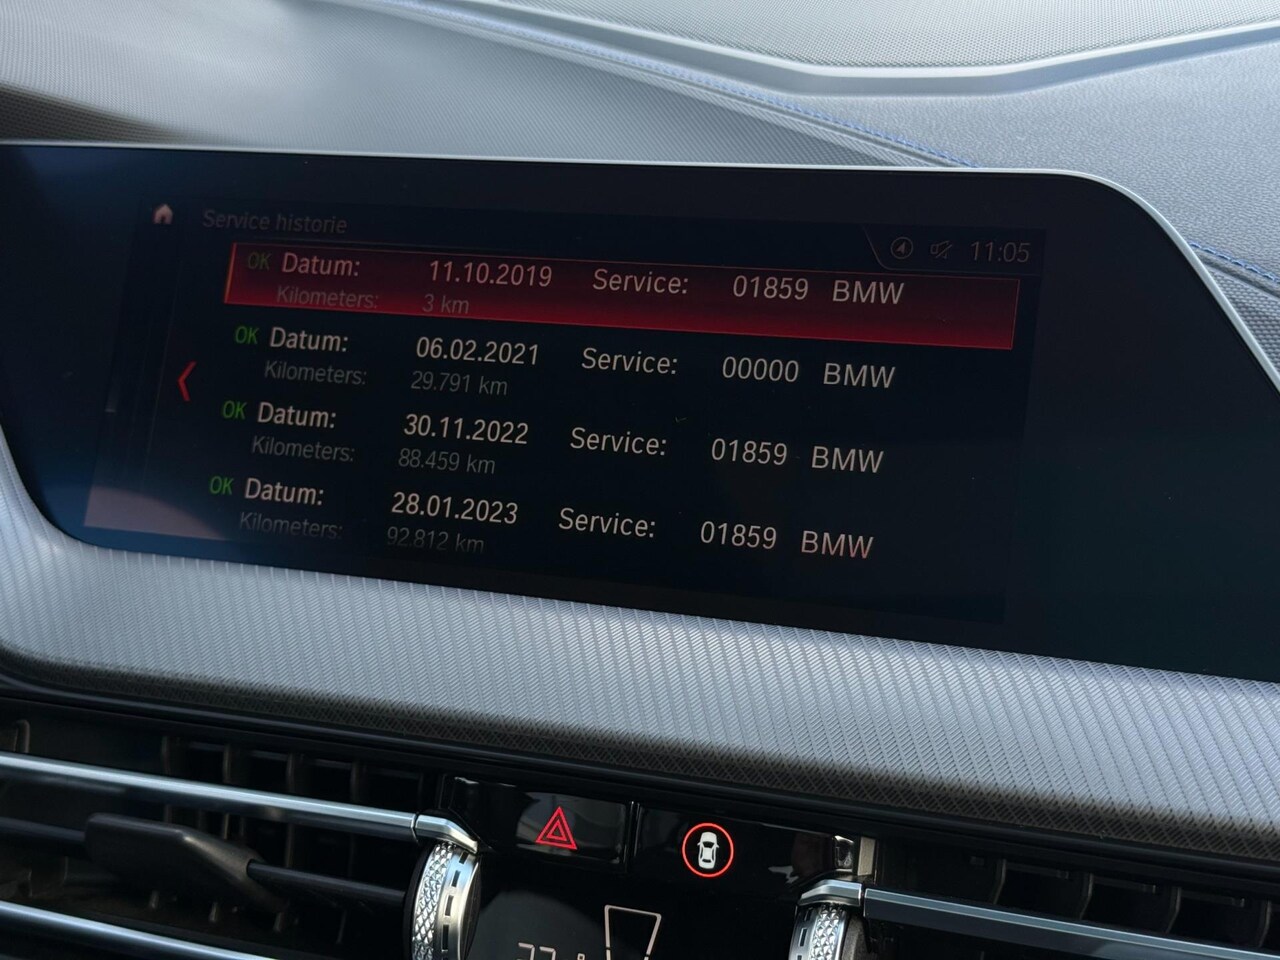 Service historie
11:05
OK Datum: 11.10.2019 Service: 01859 BMW
Kilometers: 3 km
OK Datum: 06.02.2021 Service: 00000 BMW
Kilometers: 29.791 km
OK Datum: 30.11.2022 Service: 01859 BMW
Kilometers: 88.459 km
OK Datum: 28.01.2023 Service: 01859 BMW
Kilometers: 92.812 km